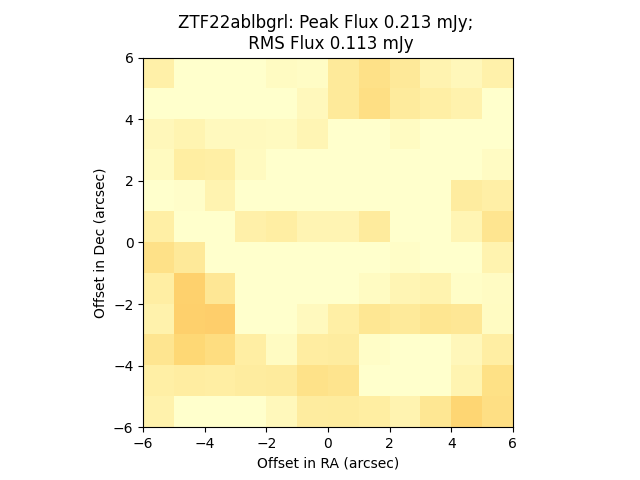 ZTF22ablbgrl: Peak Flux 0.213 mJy;
RMS Flux 0.113 mJy
6
4
2
0
−2
−4
−6
Offset in Dec (arcsec)
−6 −4 −2 0 2 4 6
Offset in RA (arcsec)